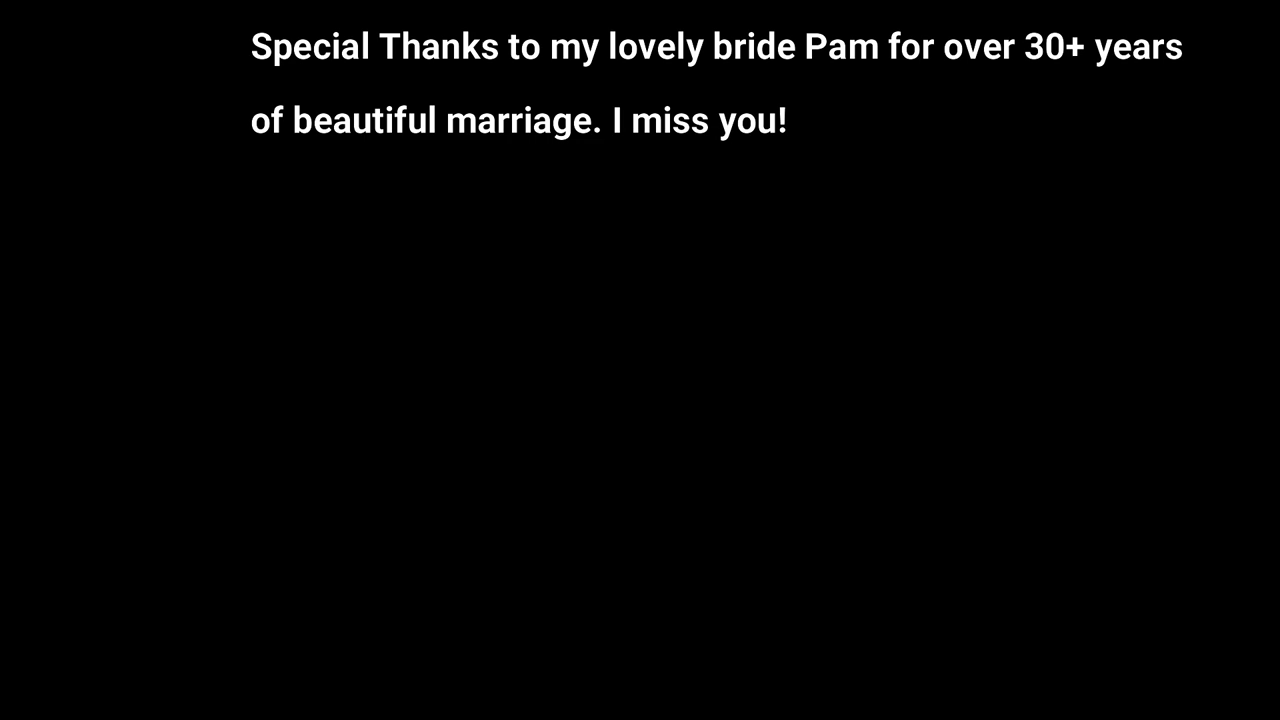 Special Thanks to my lovely bride Pam for over 30+ years
of beautiful marriage. I miss you!